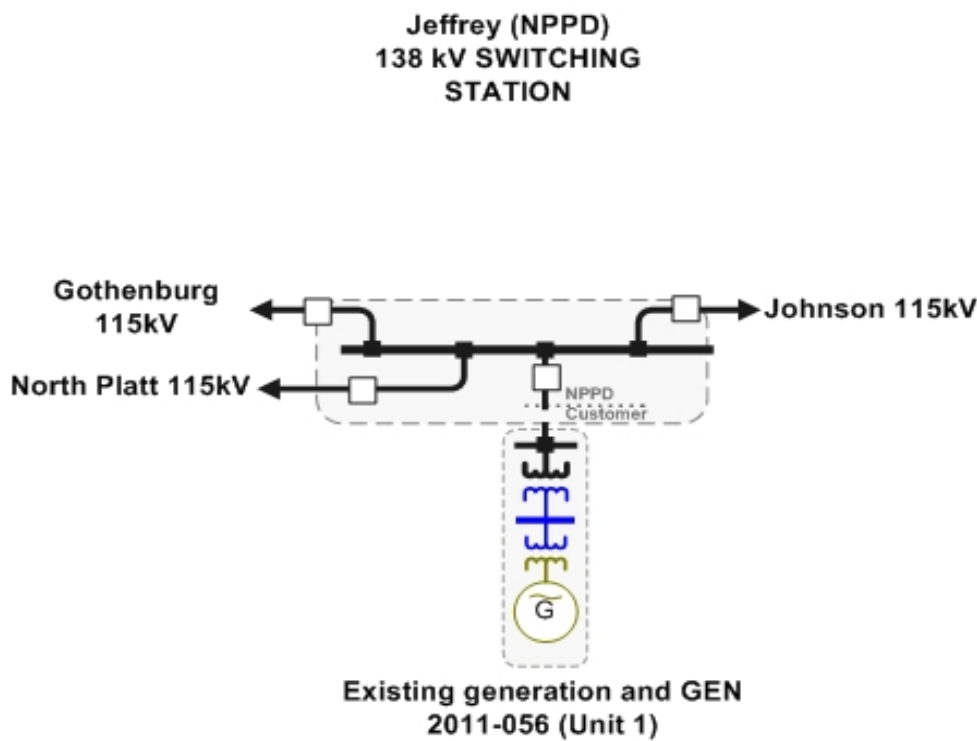 Jeffrey (NPPD)
138 kV SWITCHING
STATION
Gothenburg
115kV
Johnson 115kV
North Platt 115kV
NPPD
Customer
G
Existing generation and GEN
2011-056 (Unit 1)